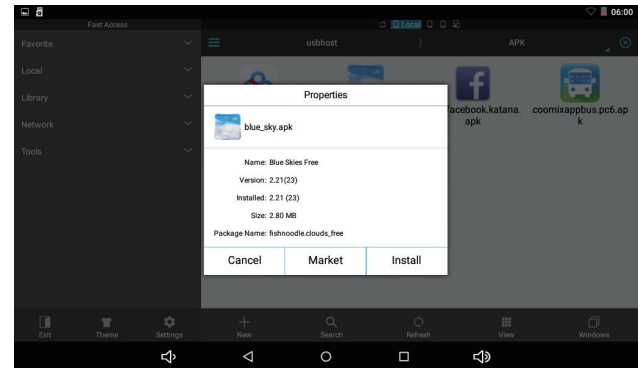 06:00
Fast Access
Local
Favorite
usbhost
APK
Local
Library
Network
Tools
facebook.katana.
apk
coomixappbus.pc6.ap
k
Properties
blue_sky.apk
Name: Blue Skies Free
Version: 2.21(23)
Installed: 2.21 (23)
Size: 2.80 MB
Package Name: fishnoodle.clouds_free
Cancel
Market
Install
Exit
Theme
Settings
New
Search
Refresh
View
Windows